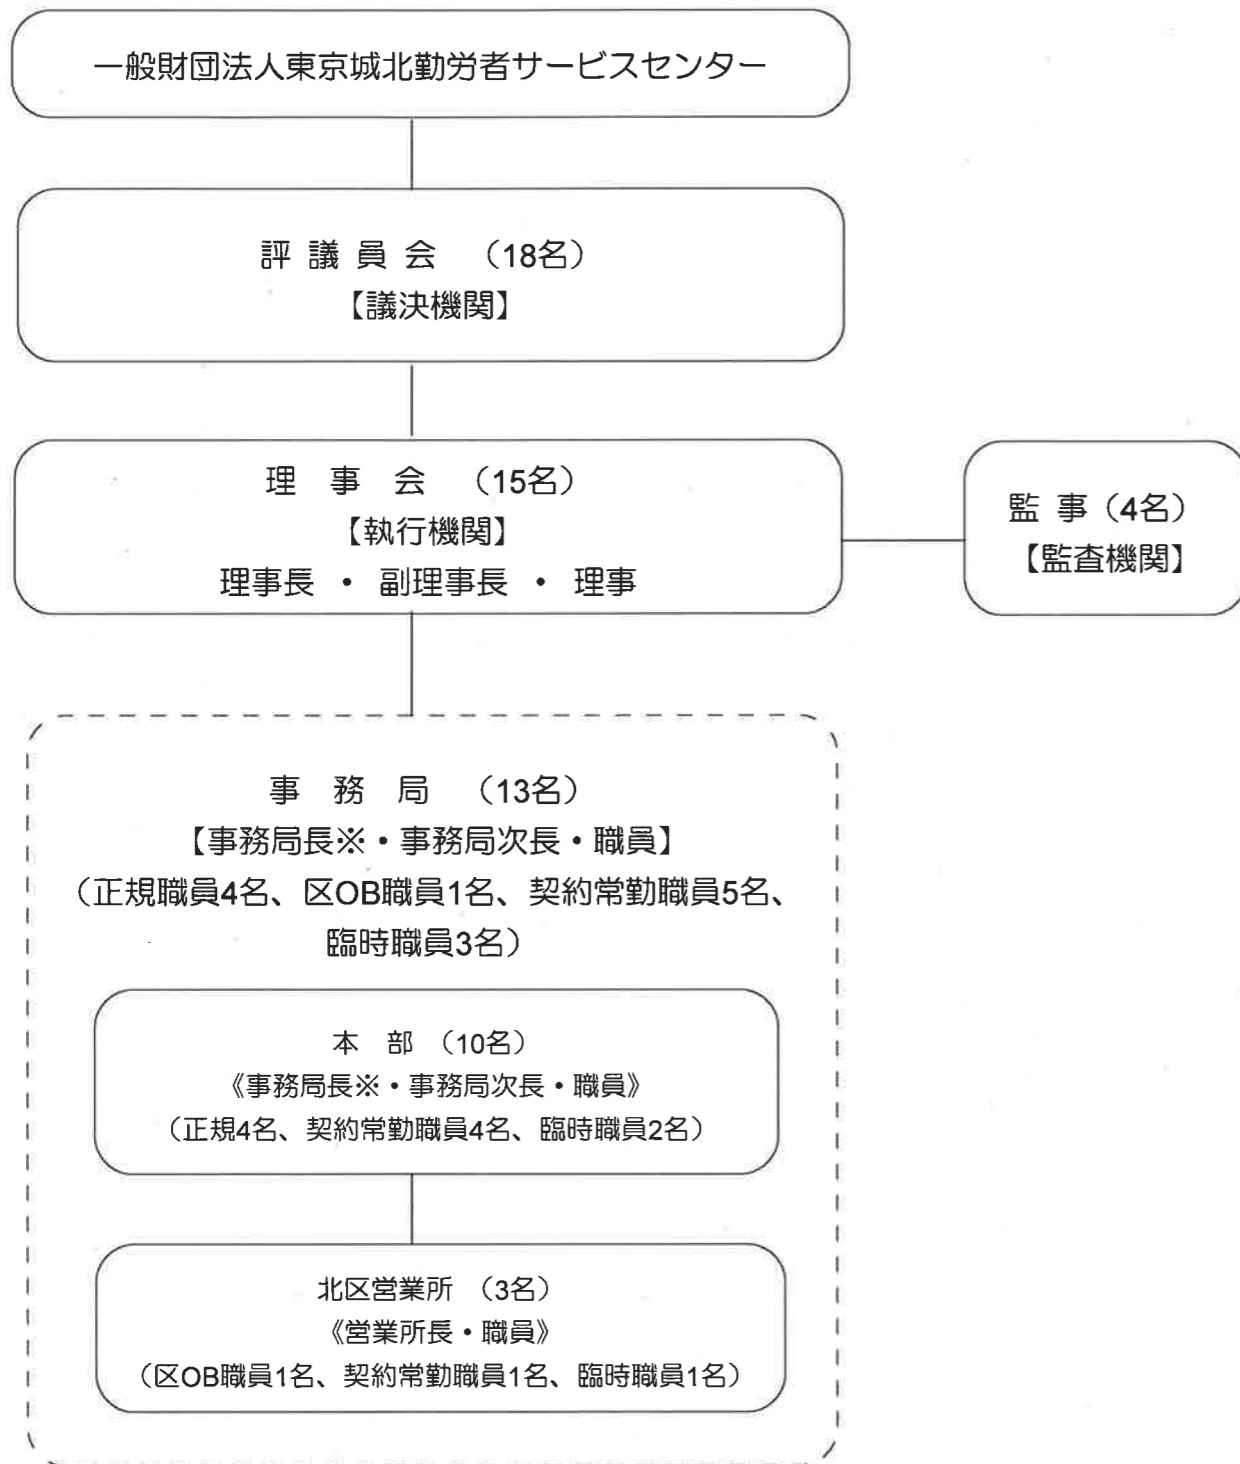 一般財団法人東京城北勤労者サービスセンター
評 議 員 会 （18名）
【議決機関】
理 事 会 （15名）
【執行機関】
理事長 ・ 副理事長 ・ 理事
監 事（4名）
【監査機関】
事 務 局 （13名）
【事務局長※・事務局次長・職員】
（正規職員4名、区OB職員1名、契約常勤職員5名、
臨時職員3名）
本 部 （10名）
《事務局長※・事務局次長・職員》
（正規4名、契約常勤職員4名、臨時職員2名）
北区営業所 （3名）
《営業所長・職員》
（区OB職員1名、契約常勤職員1名、臨時職員1名）